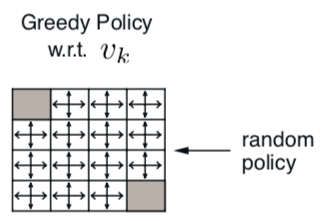 Greedy Policy
w.r.t. vₖ
random
policy